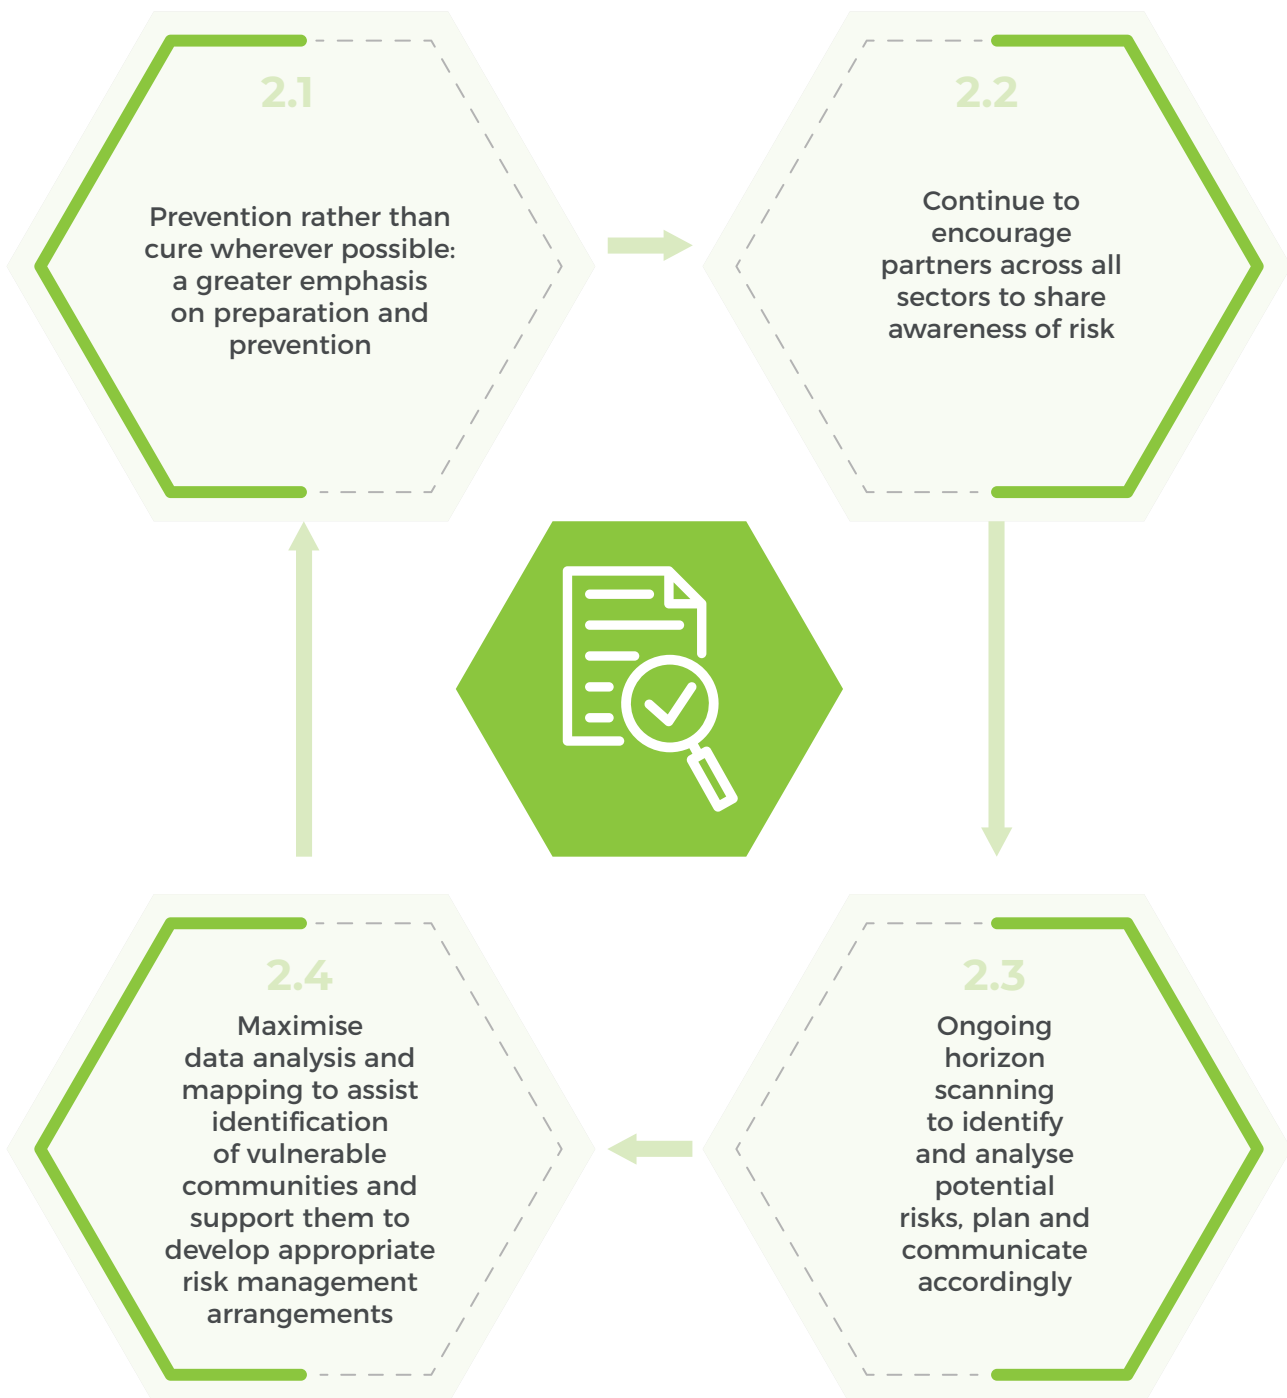 2.1
Prevention rather than
cure wherever possible:
a greater emphasis
on preparation and
prevention
2.2
Continue to
encourage
partners across all
sectors to share
awareness of risk
2.3
Ongoing
horizon
scanning
to identify
and analyse
potential
risks, plan and
communicate
accordingly
2.4
Maximise
data analysis and
mapping to assist
identification
of vulnerable
communities and
support them to
develop appropriate
risk management
arrangements